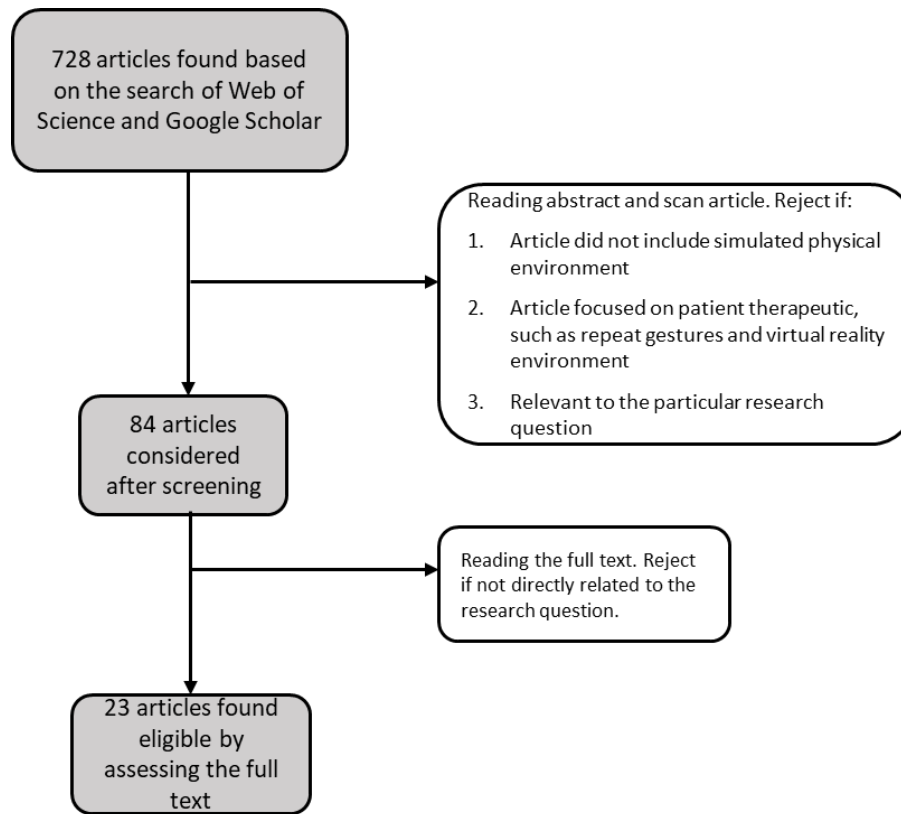 728 articles found based
on the search of Web of
Science and Google Scholar
Reading abstract and scan article. Reject if:
1. Article did not include simulated physical
environment
2. Article focused on patient therapeutic,
such as repeat gestures and virtual reality
environment
3. Relevant to the particular research
question
84 articles
considered
after screening
Reading the full text. Reject
if not directly related to the
research question.
23 articles found
eligible by
assessing the full
text